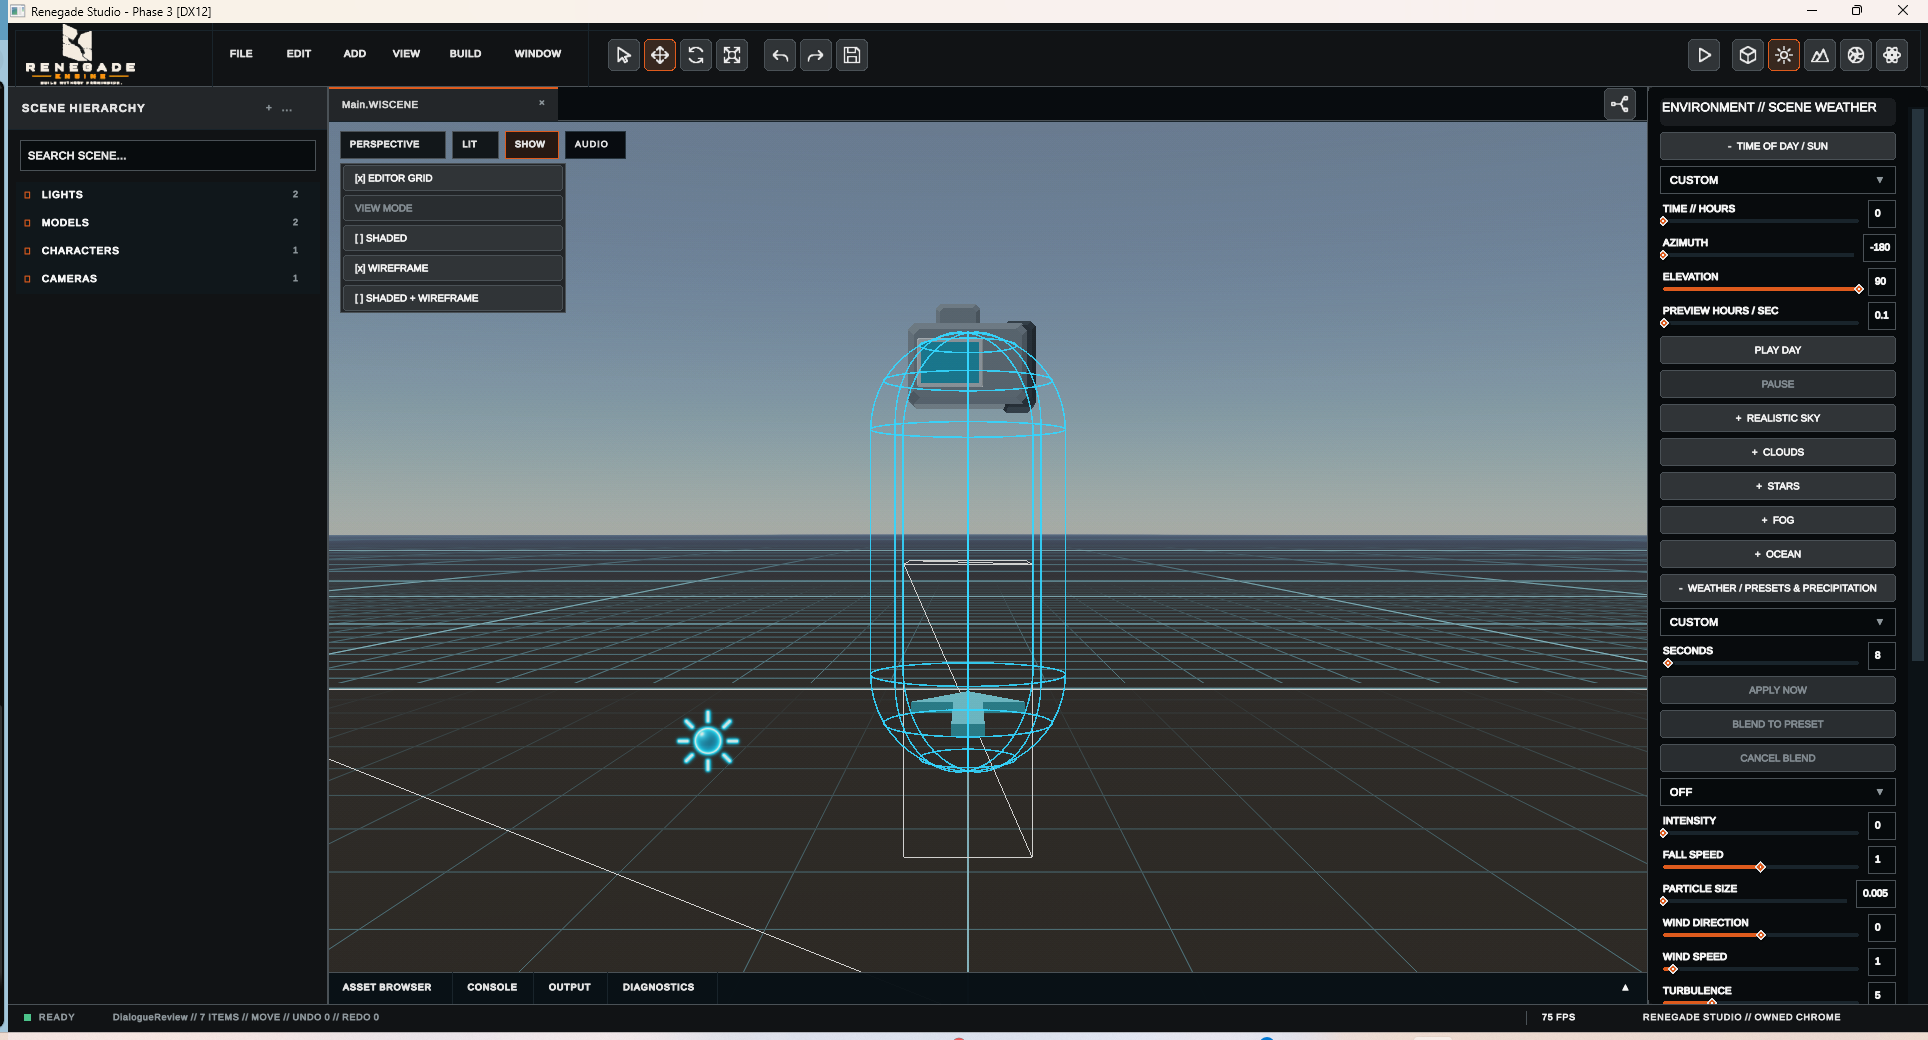 Renegade Studio - Phase 3 [DX12]
RENEGADE
ENGINE
FILE
EDIT
ADD
VIEW
BUILD
WINDOW
SCENE HIERARCHY
+ ...
SEARCH SCENE...
LIGHTS 2
MODELS 2
CHARACTERS 1
CAMERAS 1
Main.WISCENE ×
PERSPECTIVE
LIT
SHOW
AUDIO
[x] EDITOR GRID
VIEW MODE
[ ] SHADED
[x] WIREFRAME
[ ] SHADED + WIREFRAME
ENVIRONMENT // SCENE WEATHER
- TIME OF DAY / SUN
CUSTOM
TIME // HOURS 0
AZIMUTH -180
ELEVATION 90
PREVIEW HOURS / SEC 0.1
PLAY DAY
PAUSE
+ REALISTIC SKY
+ CLOUDS
+ STARS
+ FOG
+ OCEAN
- WEATHER / PRESETS & PRECIPITATION
CUSTOM
SECONDS 8
APPLY NOW
BLEND TO PRESET
CANCEL BLEND
OFF
INTENSITY 0
FALL SPEED 1
PARTICLE SIZE 0.005
WIND DIRECTION 0
WIND SPEED 1
TURBULENCE 5
ASSET BROWSER
CONSOLE
OUTPUT
DIAGNOSTICS
READY
DialogueReview // 7 ITEMS // MOVE // UNDO 0 // REDO 0
75 FPS
RENEGADE STUDIO // OWNED CHROME